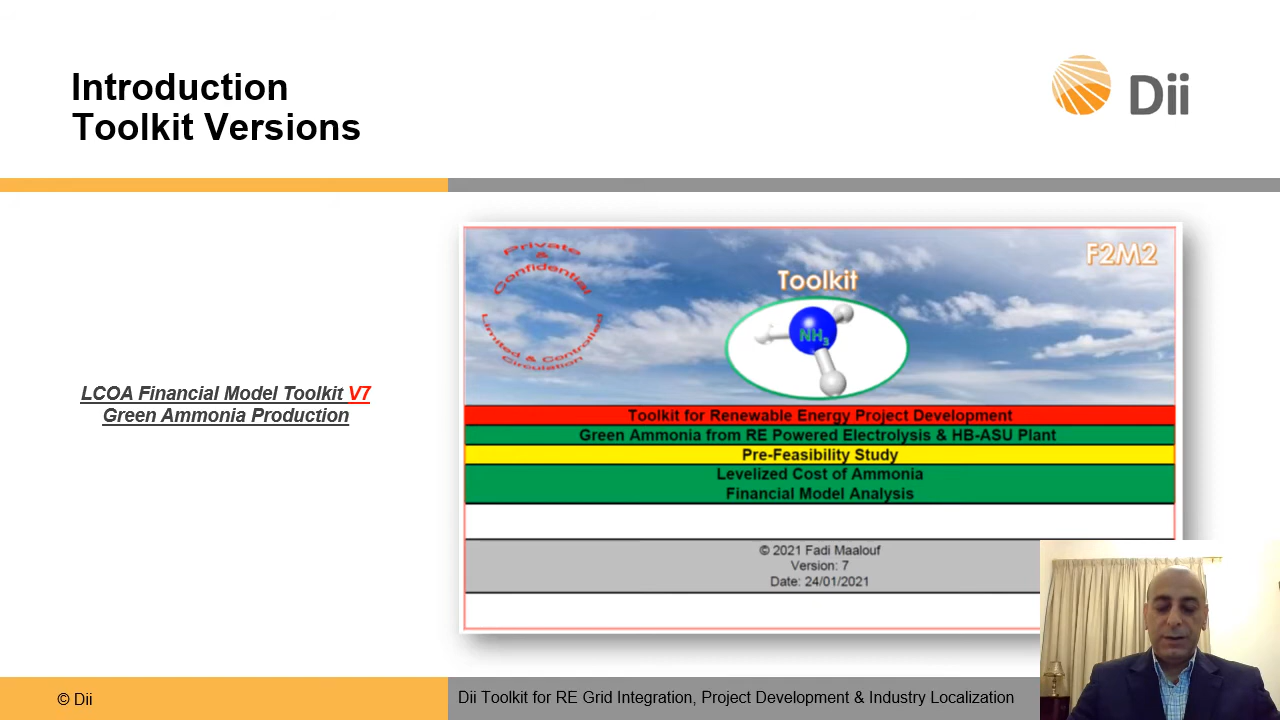 Introduction
Toolkit Versions
Dii
LCOA Financial Model Toolkit V7
Green Ammonia Production
Private
&
Confidential
Limited & Controlled
Circulation
F2M2
Toolkit
NH3
Toolkit for Renewable Energy Project Development
Green Ammonia from RE Powered Electrolysis & HB-ASU Plant
Pre-Feasibility Study
Levelized Cost of Ammonia
Financial Model Analysis
© 2021 Fadi Maalouf
Version: 7
Date: 24/01/2021
© Dii
Dii Toolkit for RE Grid Integration, Project Development & Industry Localization